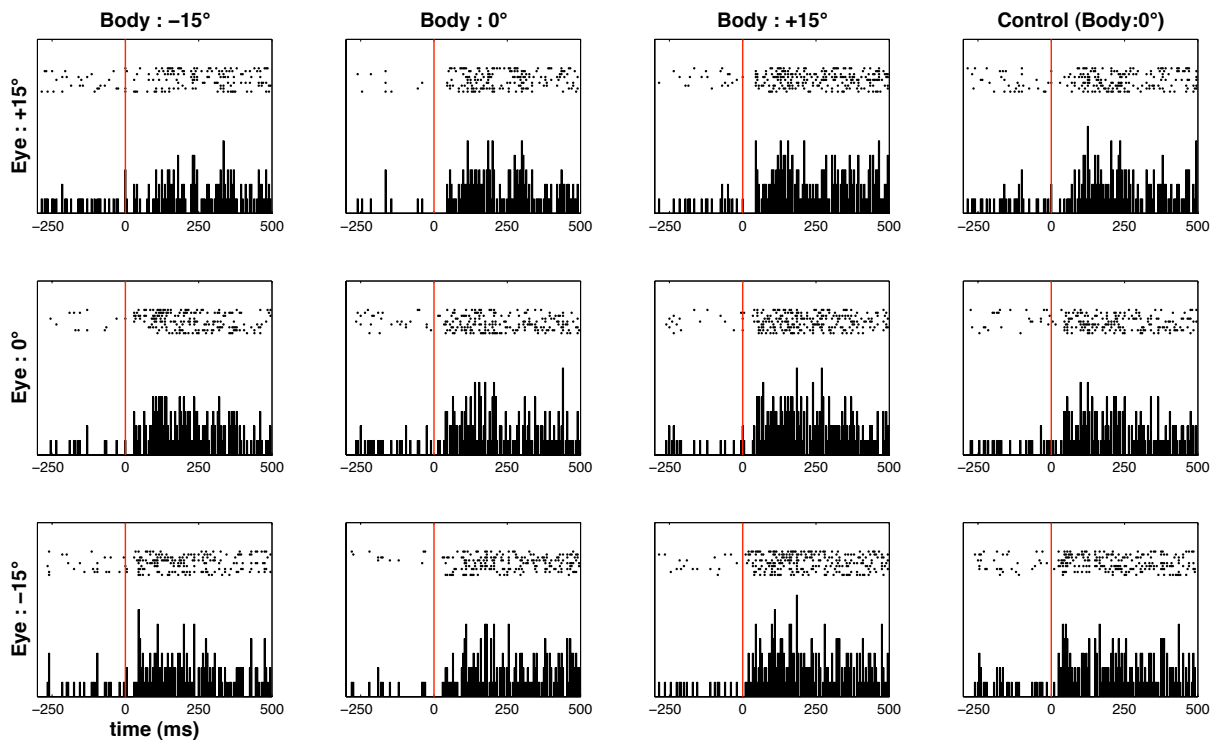 Body : −15° Body : 0° Body : +15° Control (Body:0°)
Eye : +15°
−250 0 250 500 −250 0 250 500 −250 0 250 500 −250 0 250 500
Eye : 0°
−250 0 250 500 −250 0 250 500 −250 0 250 500 −250 0 250 500
Eye : −15°
−250 0 250 500 −250 0 250 500 −250 0 250 500 −250 0 250 500
time (ms)